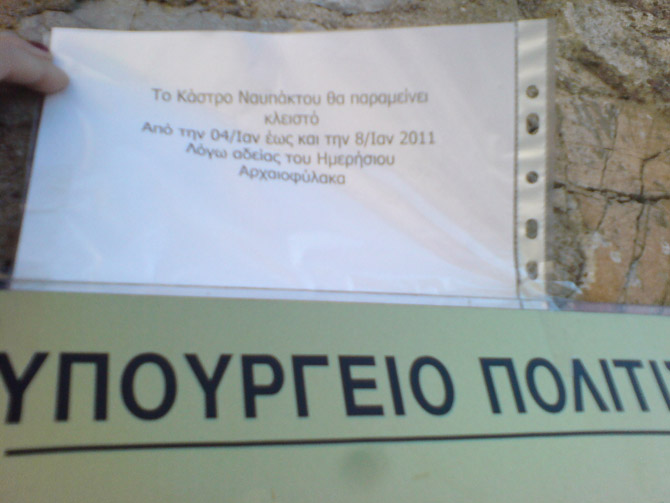 Το Κάστρο Ναυπάκτου θα παραμείνει
κλειστό
Από την 04/Ιαν έως και την 8/Ιαν 2011
Λόγω αδείας του Ημερήσιου
Αρχαιοφύλακα
ΥΠΟΥΡΓΕΙΟ ΠΟΛΙΤΙ